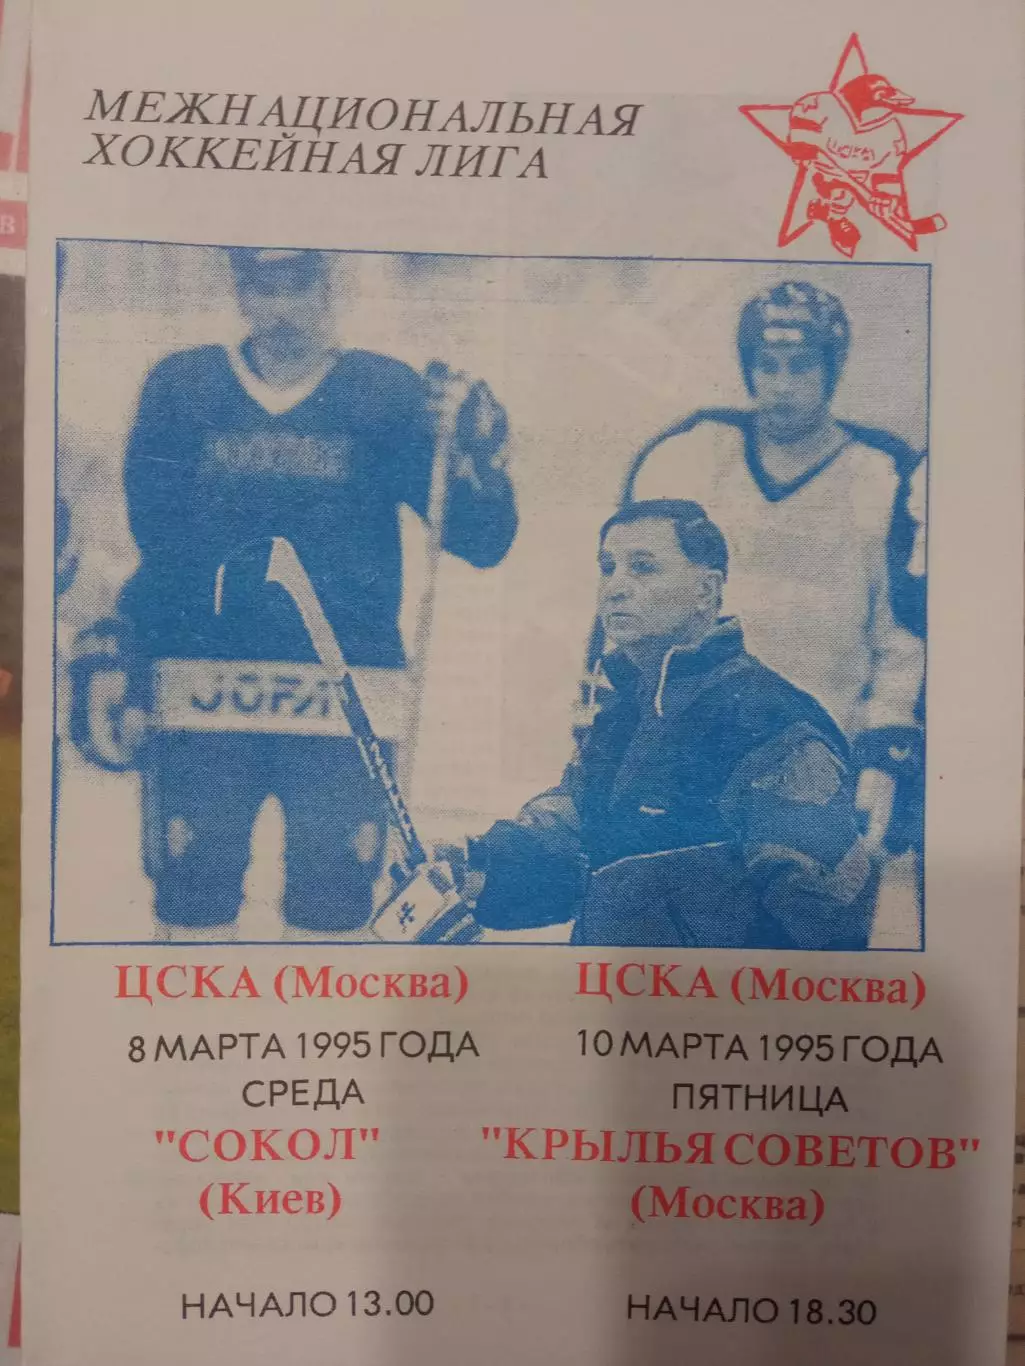 МЕЖНАЦИОНАЛЬНАЯ
ХОККЕЙНАЯ ЛИГА
JOFA
ЦСКА (Москва)
8 МАРТА 1995 ГОДА
СРЕДА
"СОКОЛ"
(Киев)
НАЧАЛО 13.00
ЦСКА (Москва)
10 МАРТА 1995 ГОДА
ПЯТНИЦА
"КРЫЛЬЯ СОВЕТОВ"
(Москва)
НАЧАЛО 18.30